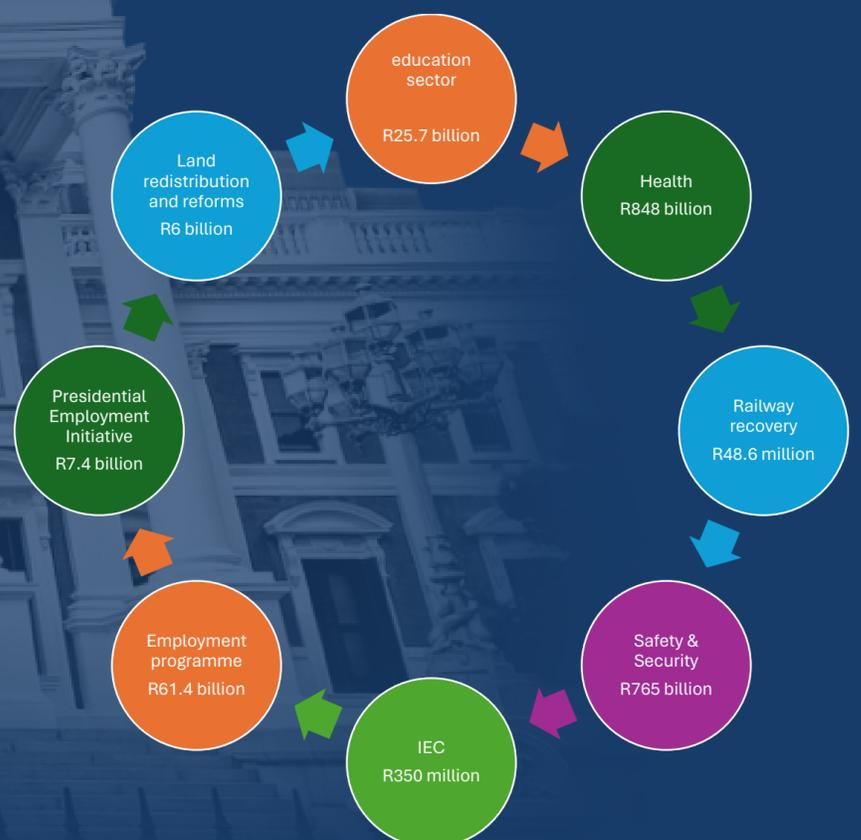 education
sector
R25.7 billion
Health
R848 billion
Railway
recovery
R48.6 million
Safety &
Security
R765 billion
IEC
R350 million
Employment
programme
R61.4 billion
Presidential
Employment
Initiative
R7.4 billion
Land
redistribution
and reforms
R6 billion